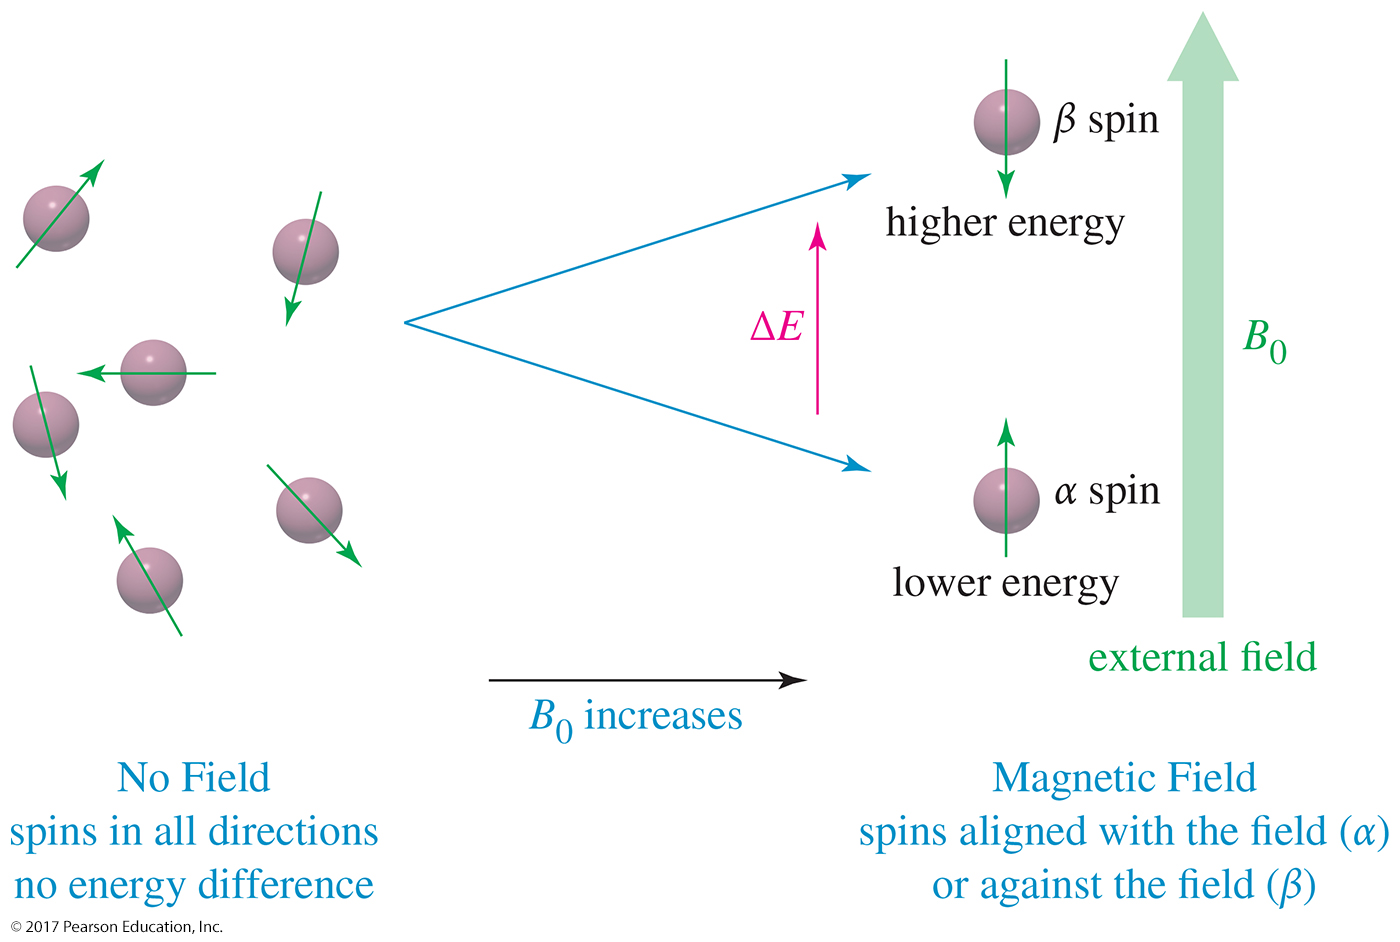 β spin
higher energy
ΔE
B₀
α spin
lower energy
external field
B₀ increases
No Field
spins in all directions
no energy difference
Magnetic Field
spins aligned with the field (α)
or against the field (β)
© 2017 Pearson Education, Inc.